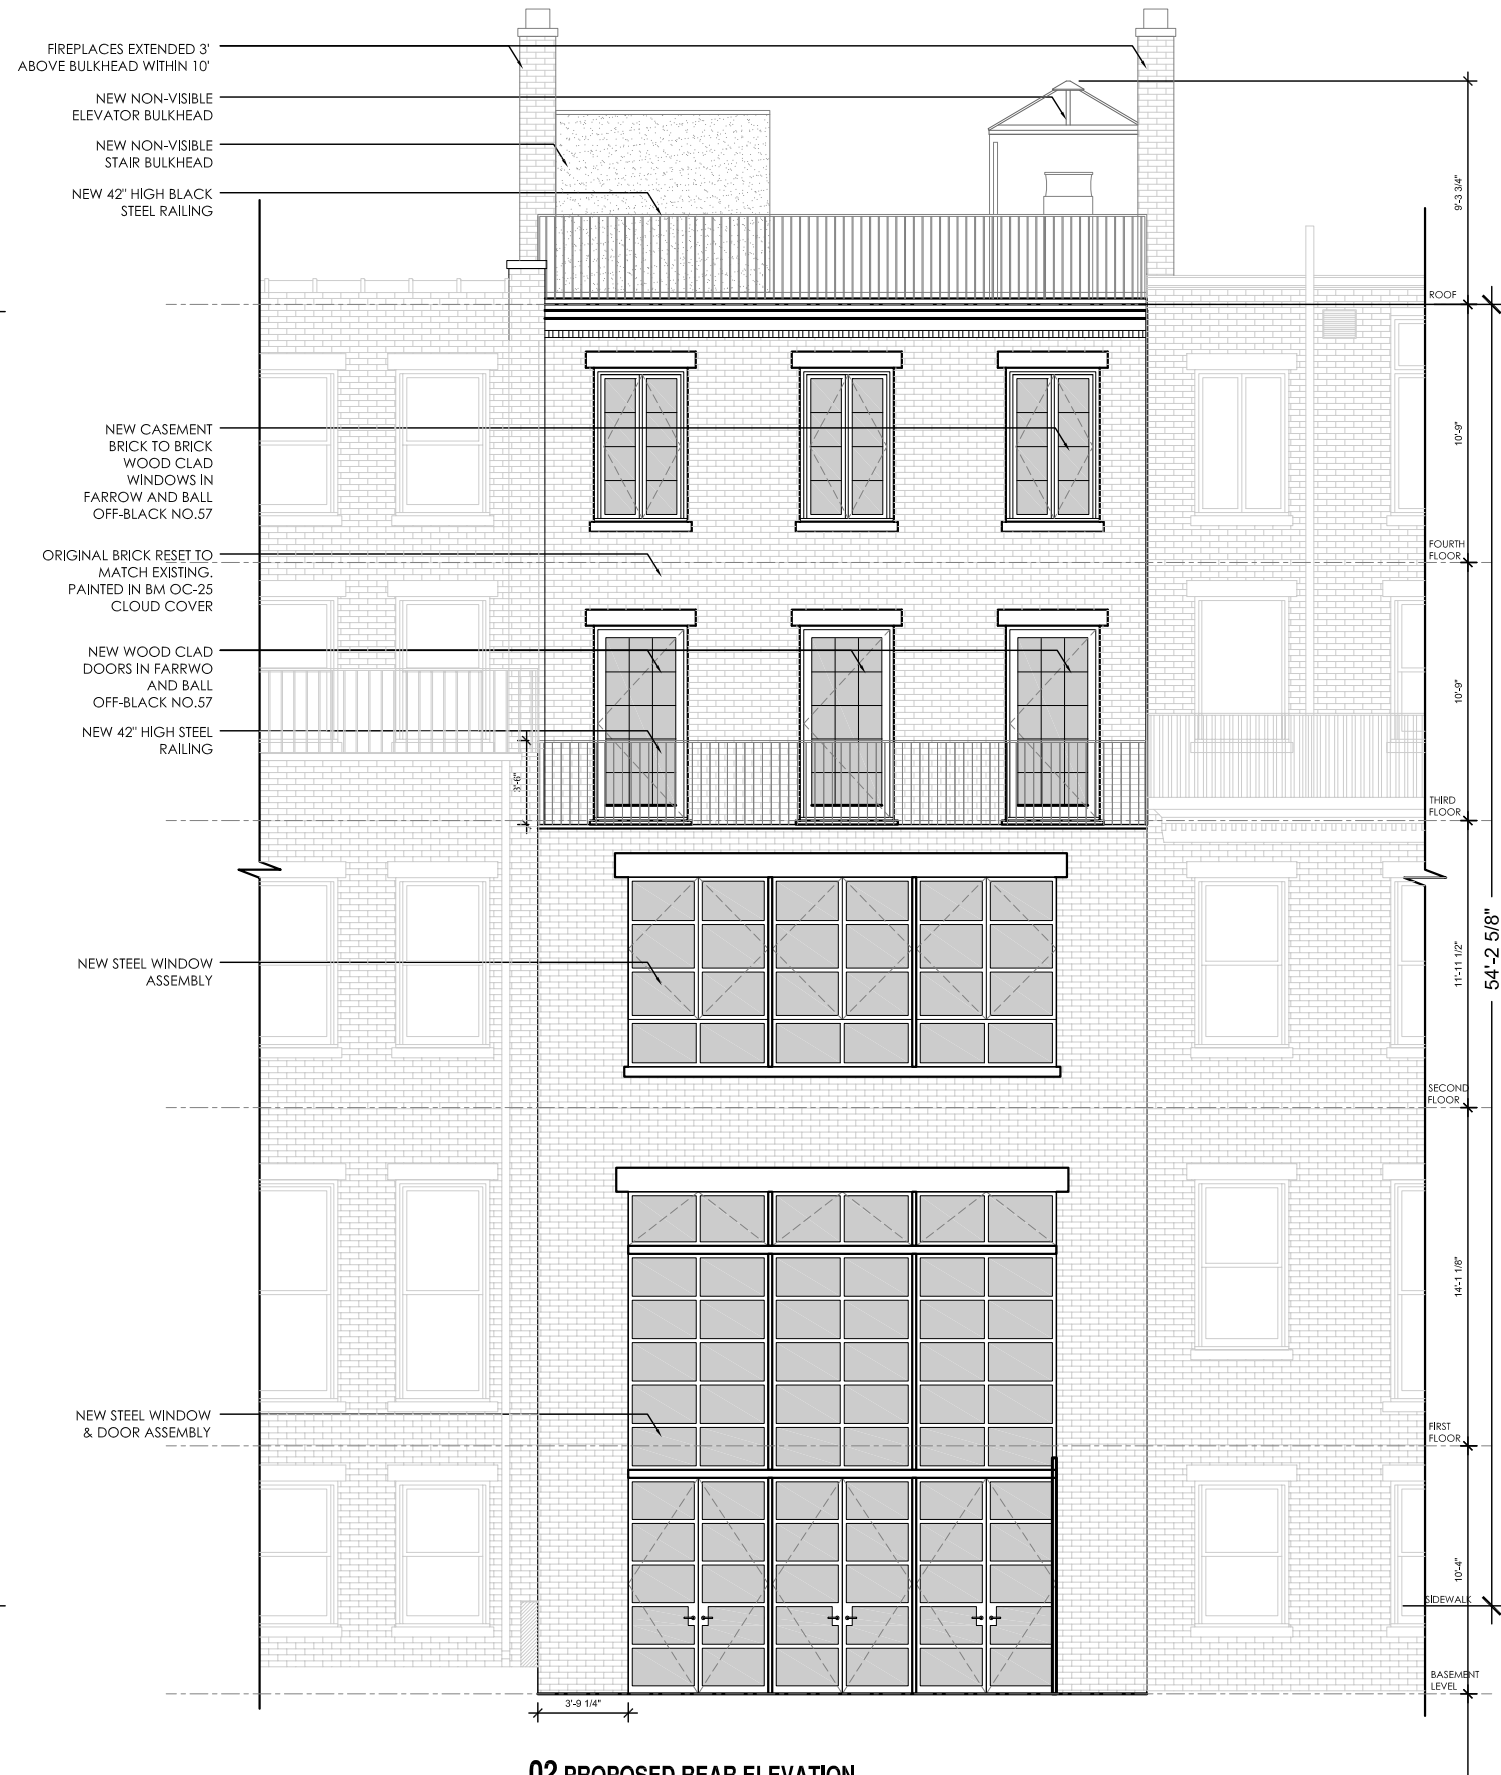 FIREPLACES EXTENDED 3'
ABOVE BULKHEAD WITHIN 10'
NEW NON-VISIBLE
ELEVATOR BULKHEAD
NEW NON-VISIBLE
STAIR BULKHEAD
NEW 42" HIGH BLACK
STEEL RAILING
NEW CASEMENT
BRICK TO BRICK
WOOD CLAD
WINDOWS IN
FARROW AND BALL
OFF-BLACK NO.57
ORIGINAL BRICK RESET TO
MATCH EXISTING.
PAINTED IN BM OC-25
CLOUD COVER
NEW WOOD CLAD
DOORS IN FARRWO
AND BALL
OFF-BLACK NO.57
NEW 42" HIGH STEEL
RAILING
3'-6"
NEW STEEL WINDOW
ASSEMBLY
NEW STEEL WINDOW
& DOOR ASSEMBLY
3'-9 1/4"
9'-3 3/4"
ROOF
10'-9"
FOURTH
FLOOR
10'-9"
THIRD
FLOOR
11'-11 1/2"
54'-2 5/8"
SECOND
FLOOR
14'-1 1/8"
FIRST
FLOOR
10'-4"
SIDEWALK
BASEMENT
LEVEL
02 PROPOSED REAR ELEVATION